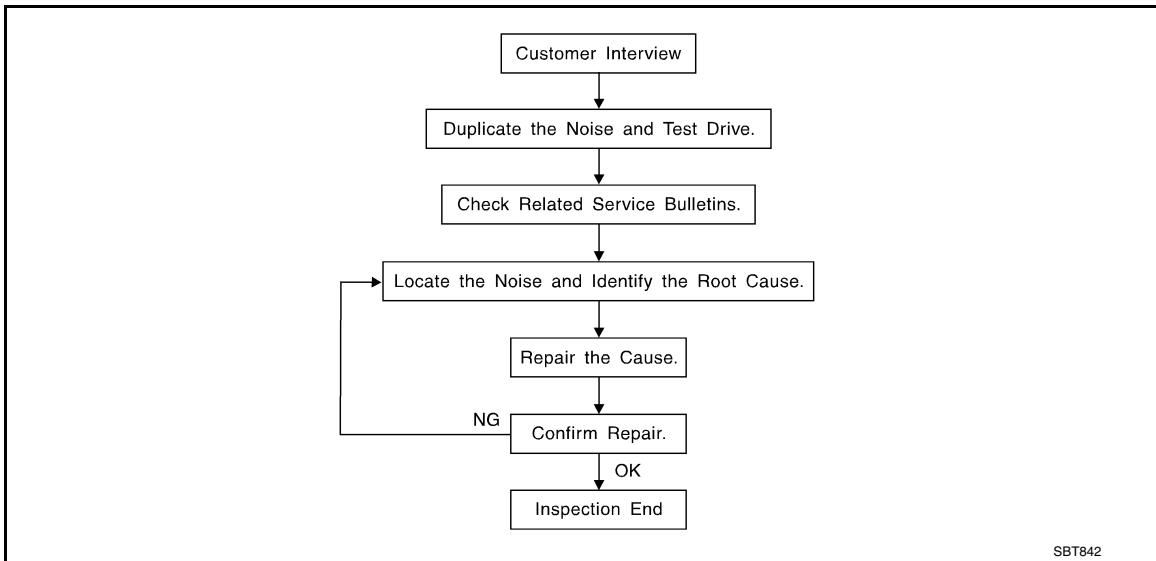 Customer Interview
Duplicate the Noise and Test Drive.
Check Related Service Bulletins.
Locate the Noise and Identify the Root Cause.
Repair the Cause.
NG
Confirm Repair.
OK
Inspection End
SBT842